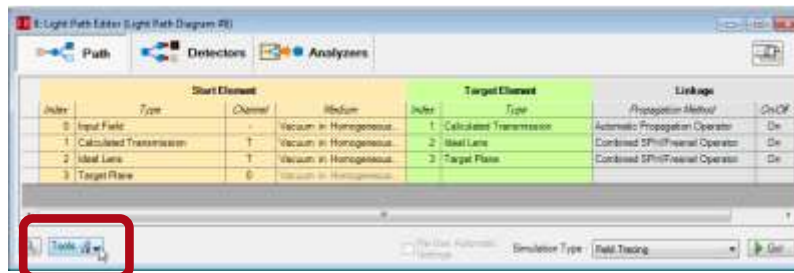 8: Light Path Editor (Light Path Diagram #8)
Path Detectors Analyzers
Start Element Target Element Linkage
Index Type Channel Medium Index Type Propagation Method On/Off
0 Input Field - Vacuum in Homogeneous... 1 Calculated Transmission Automatic Propagation Operator On
1 Calculated Transmission T Vacuum in Homogeneous... 2 Ideal Lens Combined SPW/Fresnel Operator On
2 Ideal Lens T Vacuum in Homogeneous... 3 Target Plane Combined SPW/Fresnel Operator On
3 Target Plane Vacuum in Homogeneous...
Tools
Simulation Type Field Tracing Go!